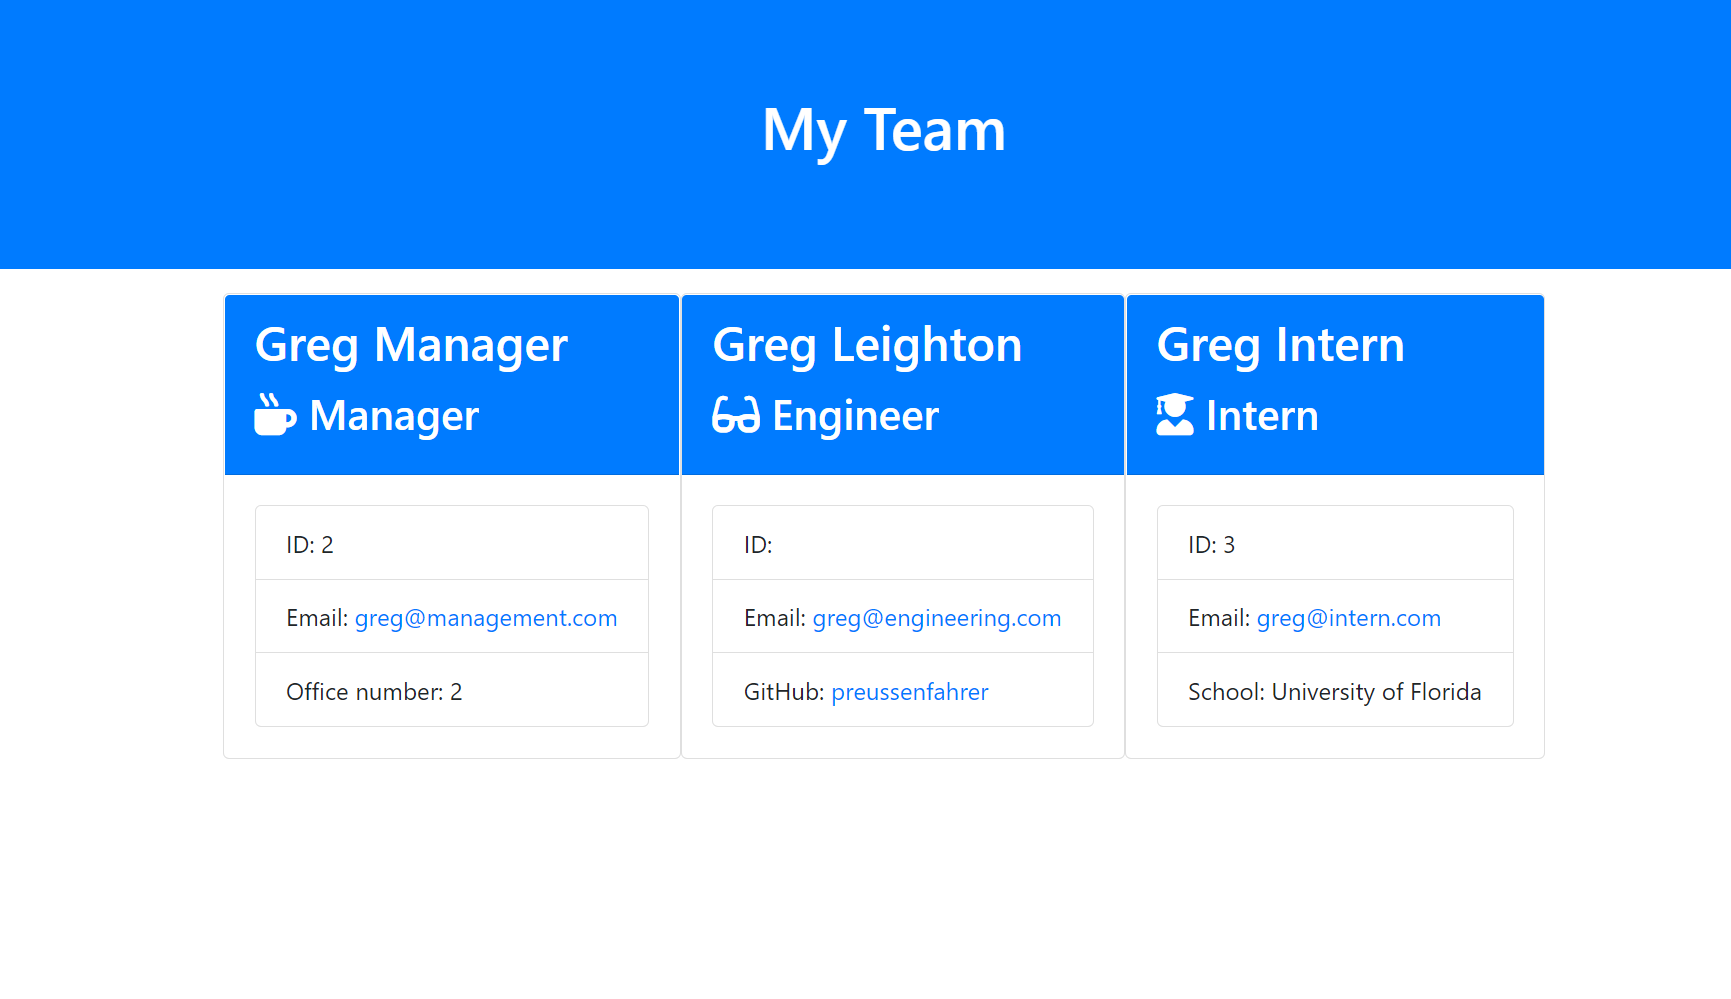 My Team
Greg Manager
Manager
ID: 2
Email: greg@management.com
Office number: 2
Greg Leighton
Engineer
ID:
Email: greg@engineering.com
GitHub: preussenfahrer
Greg Intern
Intern
ID: 3
Email: greg@intern.com
School: University of Florida